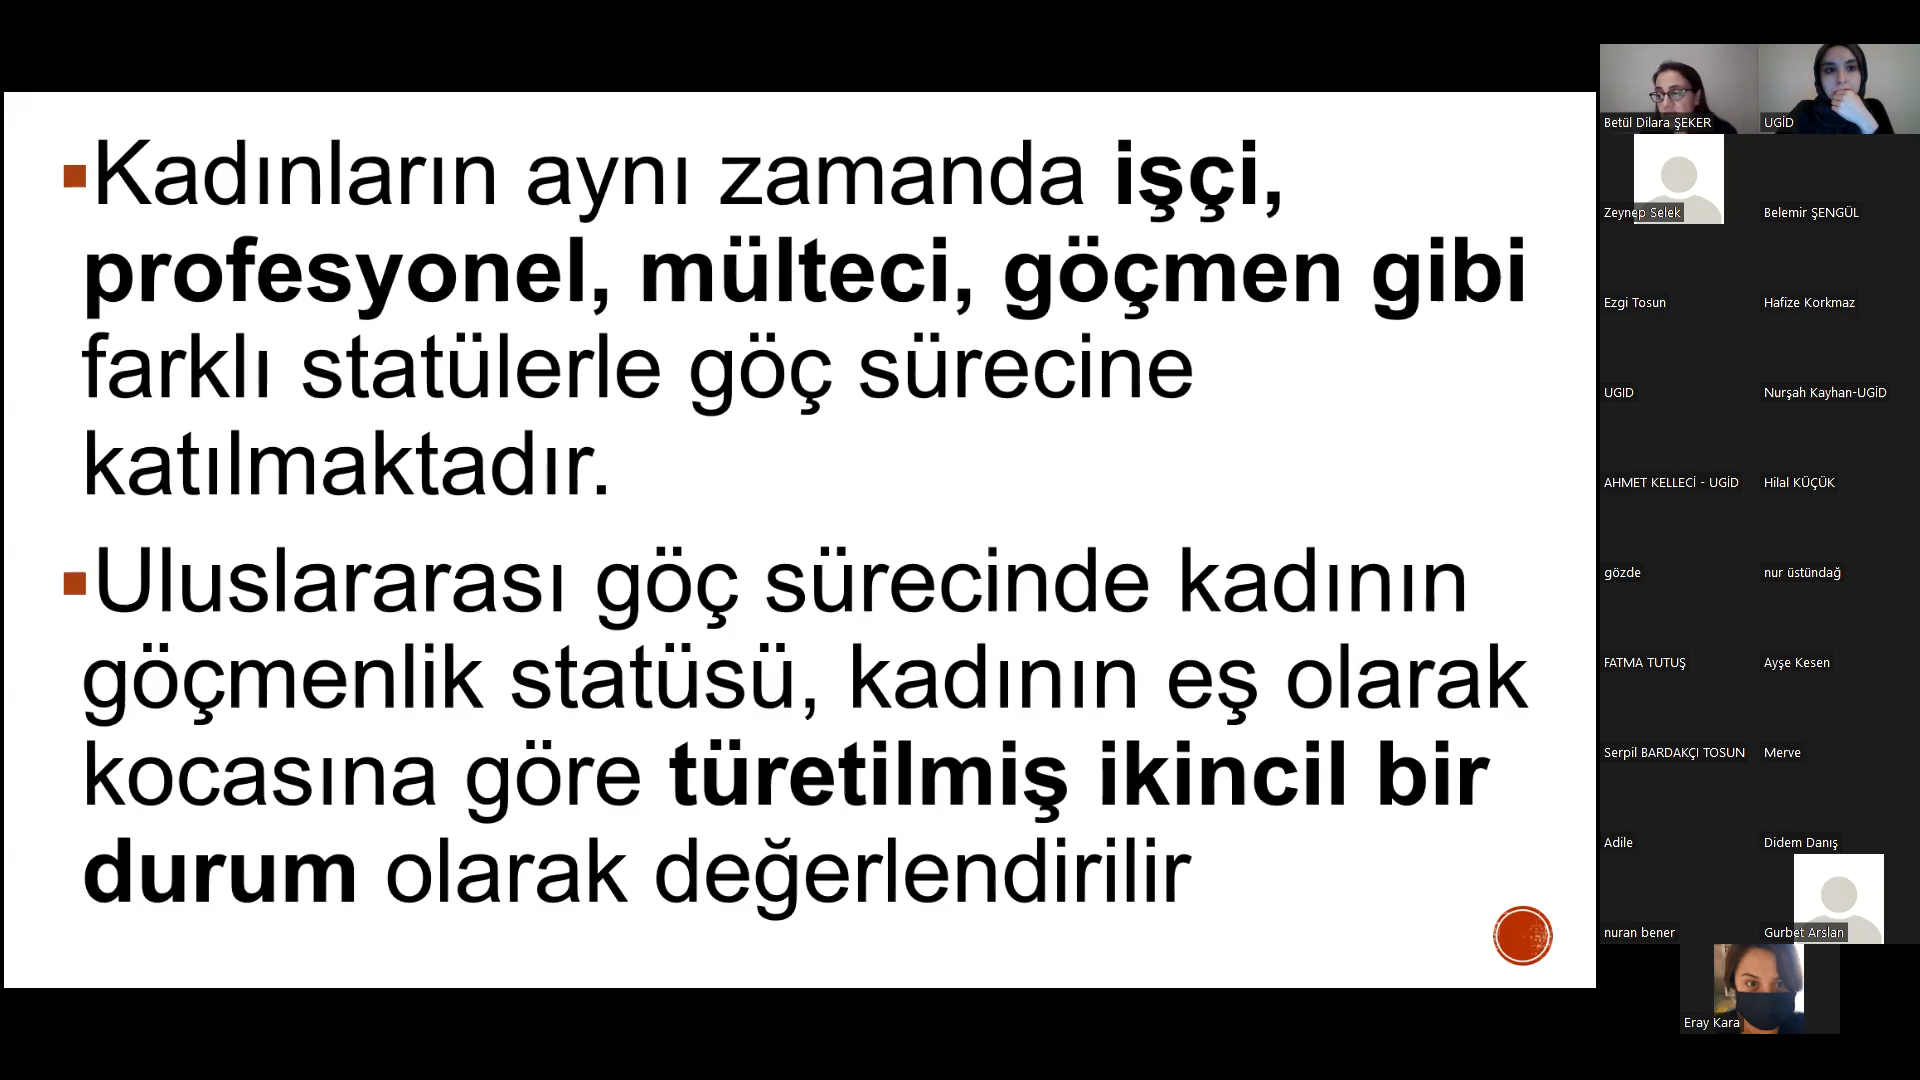 Kadınların aynı zamanda işçi,
profesyonel, mülteci, göçmen gibi
farklı statülerle göç sürecine
katılmaktadır.
Uluslararası göç sürecinde kadının
göçmenlik statüsü, kadının eş olarak
kocasına göre türetilmiş ikincil bir
durum olarak değerlendirilir
Betül Dilara ŞEKER
UGİD
Zeynep Selek
Belemir ŞENGÜL
Ezgi Tosun
Hafize Korkmaz
UGID
Nurşah Kayhan-UGİD
AHMET KELLECİ - UGİD
Hilal KÜÇÜK
gözde
nur üstündağ
FATMA TUTUŞ
Ayşe Kesen
Serpil BARDAKÇI TOSUN
Merve
Adile
Didem Danış
nuran bener
Gurbet Arslan
Eray Kara